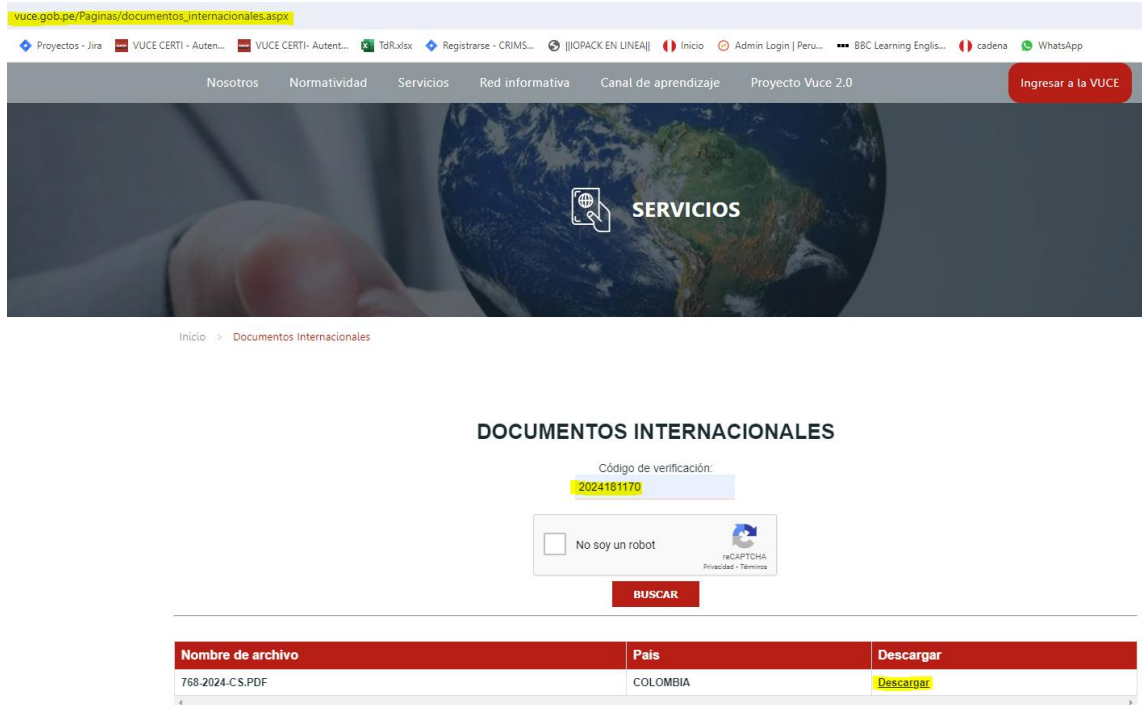 vuce.gob.pe/Paginas/documentos_internacionales.aspx
Proyectos - Jira VUCE CERTI - Auten... VUCE CERTI- Autent... TdR.xlsx Registrarse - CRIMS... ||IOPACK EN LINEA|| Inicio Admin Login | Peru... BBC Learning Englis... cadena WhatsApp
Nosotros Normatividad Servicios Red informativa Canal de aprendizaje Proyecto Vuce 2.0 Ingresar a la VUCE
SERVICIOS
Inicio > Documentos Internacionales
DOCUMENTOS INTERNACIONALES
Código de verificación:
2024181170
No soy un robot
reCAPTCHA
Privacidad - Términos
BUSCAR
Nombre de archivo País Descargar
768-2024-CS.PDF COLOMBIA Descargar